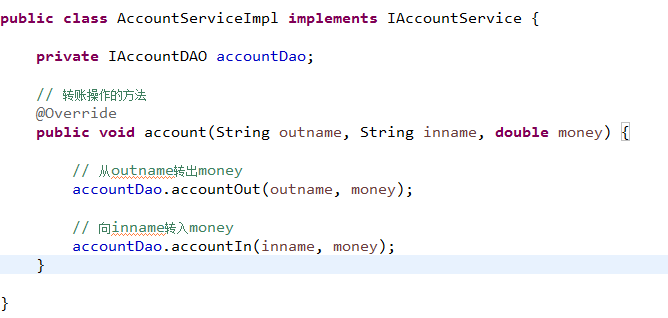 public class AccountServiceImpl implements IAccountService {
private IAccountDAO accountDao;
// 转账操作的方法
@Override
public void account(String outname, String inname, double money) {
// 从outname转出money
accountDao.accountOut(outname, money);
// 向inname转入money
accountDao.accountIn(inname, money);
}
}